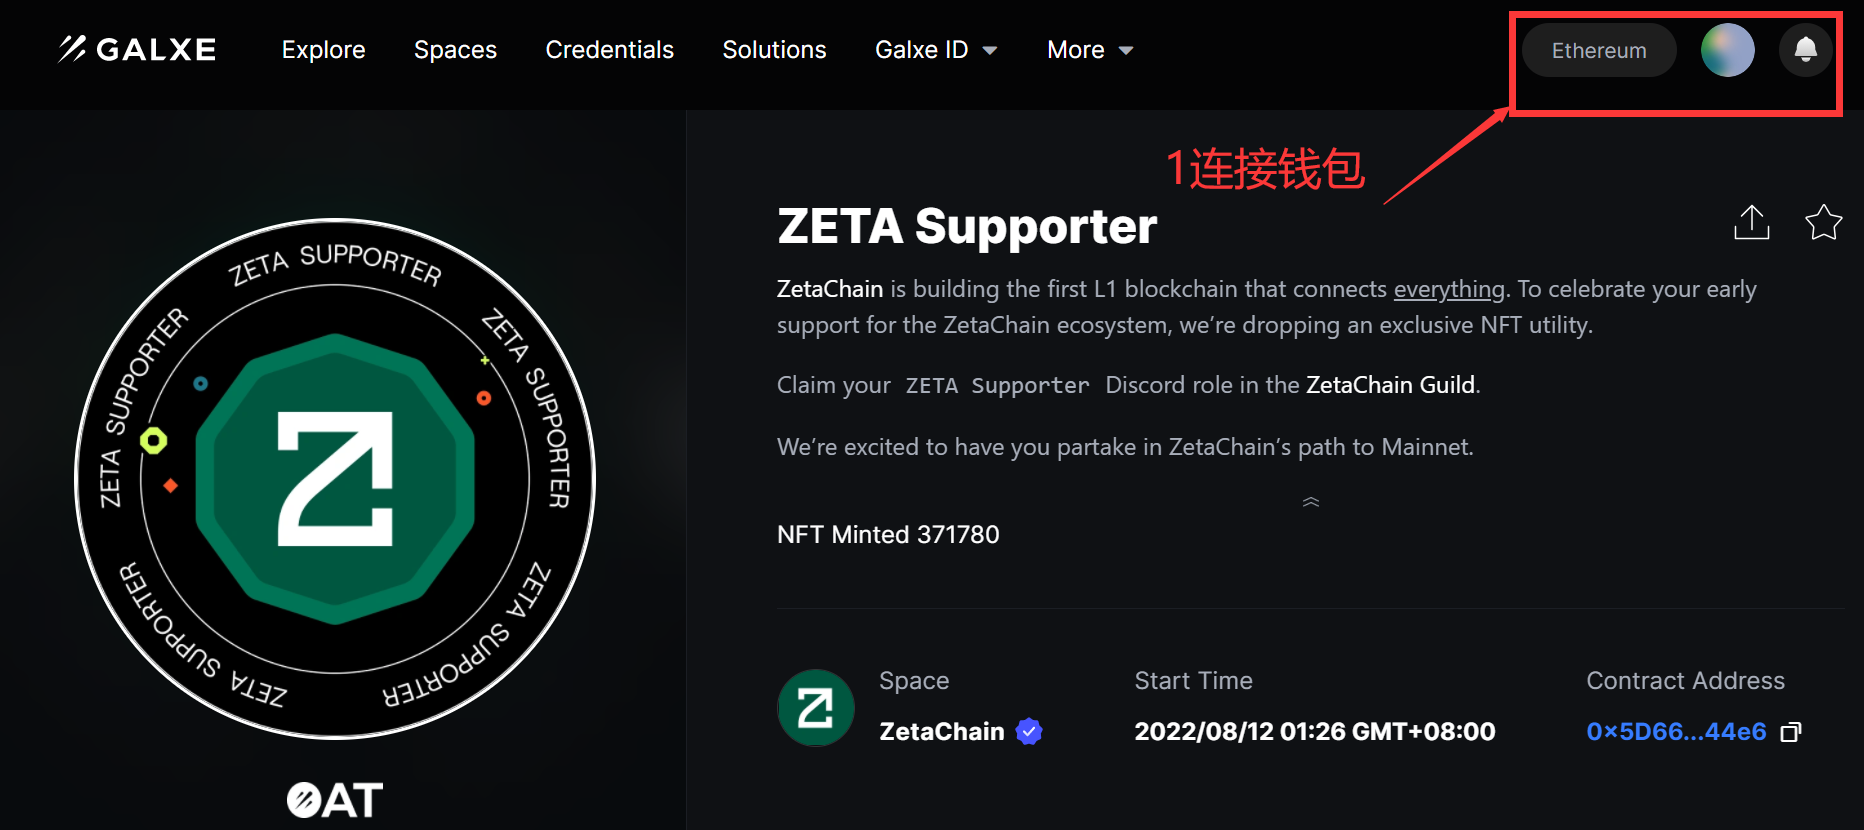 GALXE Explore Spaces Credentials Solutions Galxe ID More Ethereum
1连接钱包
ZETA Supporter
ZetaChain is building the first L1 blockchain that connects everything. To celebrate your early
support for the ZetaChain ecosystem, we’re dropping an exclusive NFT utility.
Claim your ZETA Supporter Discord role in the ZetaChain Guild.
We’re excited to have you partake in ZetaChain’s path to Mainnet.
NFT Minted 371780
Space Start Time Contract Address
ZetaChain 2022/08/12 01:26 GMT+08:00 0x5D66...44e6
ZETA SUPPORTER
ZETA SUPPORTER
ZETA SUPPORTER
ZETA SUPPORTER
ZETA SUPPORTER
OAT